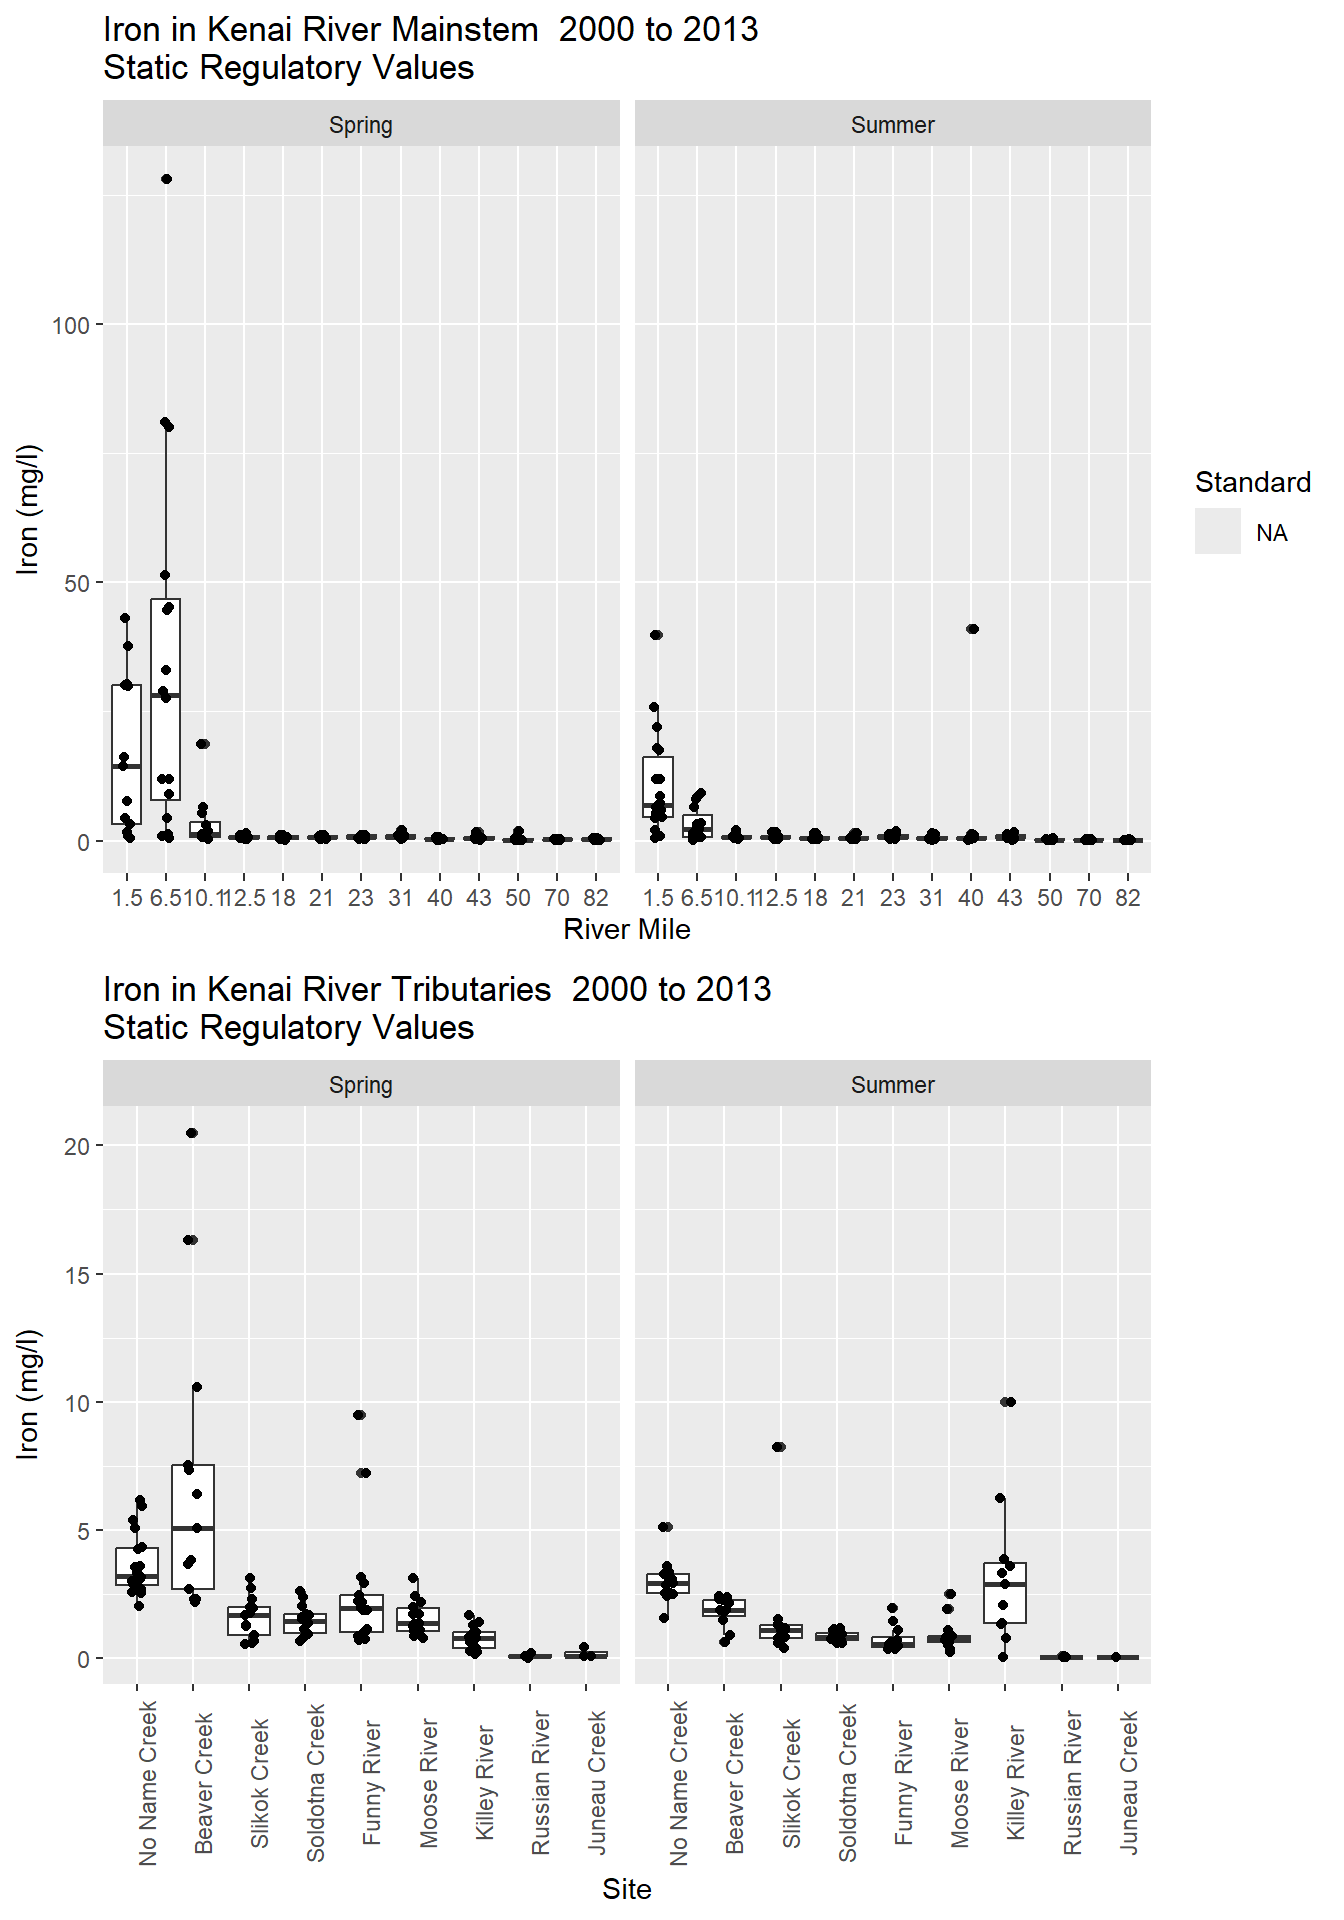 Iron in Kenai River Mainstem  2000 to 2013
Static Regulatory Values
Spring
Summer
100
50
0
Iron (mg/l)
1.5 6.5 10.1 12.5 18 21 23 31 40 43 50 70 82
1.5 6.5 10.1 12.5 18 21 23 31 40 43 50 70 82
River Mile
Standard
NA
Iron in Kenai River Tributaries  2000 to 2013
Static Regulatory Values
Spring
Summer
20
15
10
5
0
Iron (mg/l)
No Name Creek
Beaver Creek
Slikok Creek
Soldotna Creek
Funny River
Moose River
Killey River
Russian River
Juneau Creek
No Name Creek
Beaver Creek
Slikok Creek
Soldotna Creek
Funny River
Moose River
Killey River
Russian River
Juneau Creek
Site